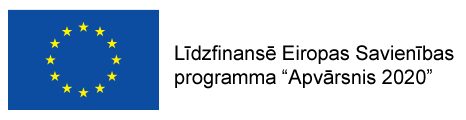 Līdzfinansē Eiropas Savienības
programma “Apvārsnis 2020”